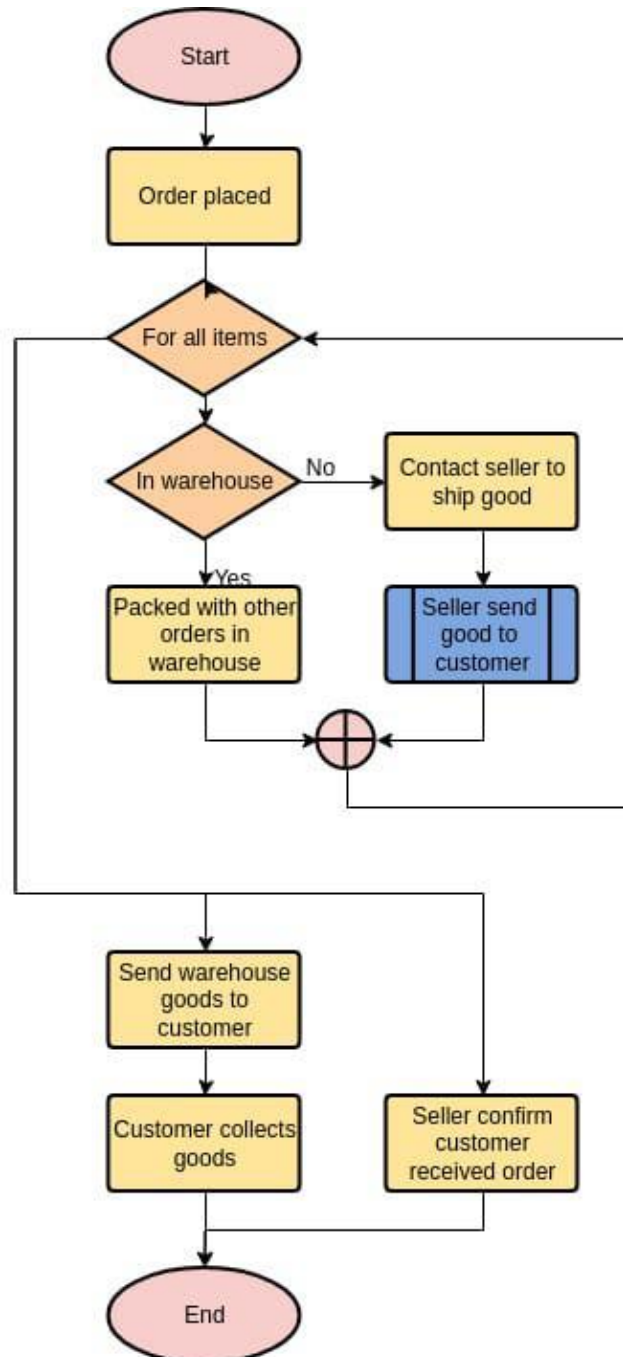 Start
Order placed
For all items
In warehouse
No
Contact seller to
ship good
Yes
Packed with other
orders in
warehouse
Seller send
good to
customer
Send warehouse
goods to
customer
Customer collects
goods
Seller confirm
customer
received order
End